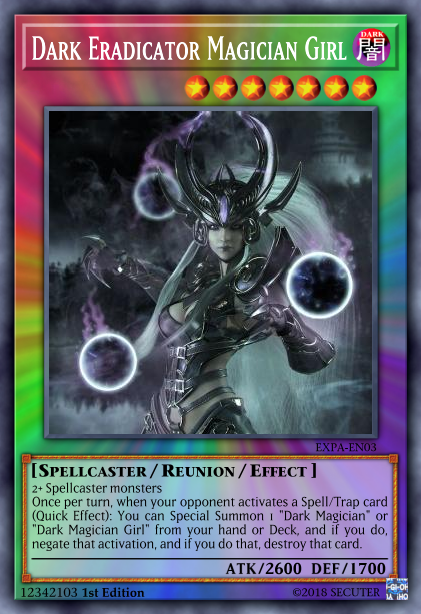 DARK ERADICATOR MAGICIAN GIRL
DARK
闇
EXPA-EN03
[SPELLCASTER / REUNION / EFFECT ]
2+ Spellcaster monsters
Once per turn, when your opponent activates a Spell/Trap card
(Quick Effect): You can Special Summon 1 "Dark Magician" or
"Dark Magician Girl" from your hand or Deck, and if you do,
negate that activation, and if you do that, destroy that card.
ATK/2600 DEF/1700
12342103 1st Edition
©2018 SECUTER